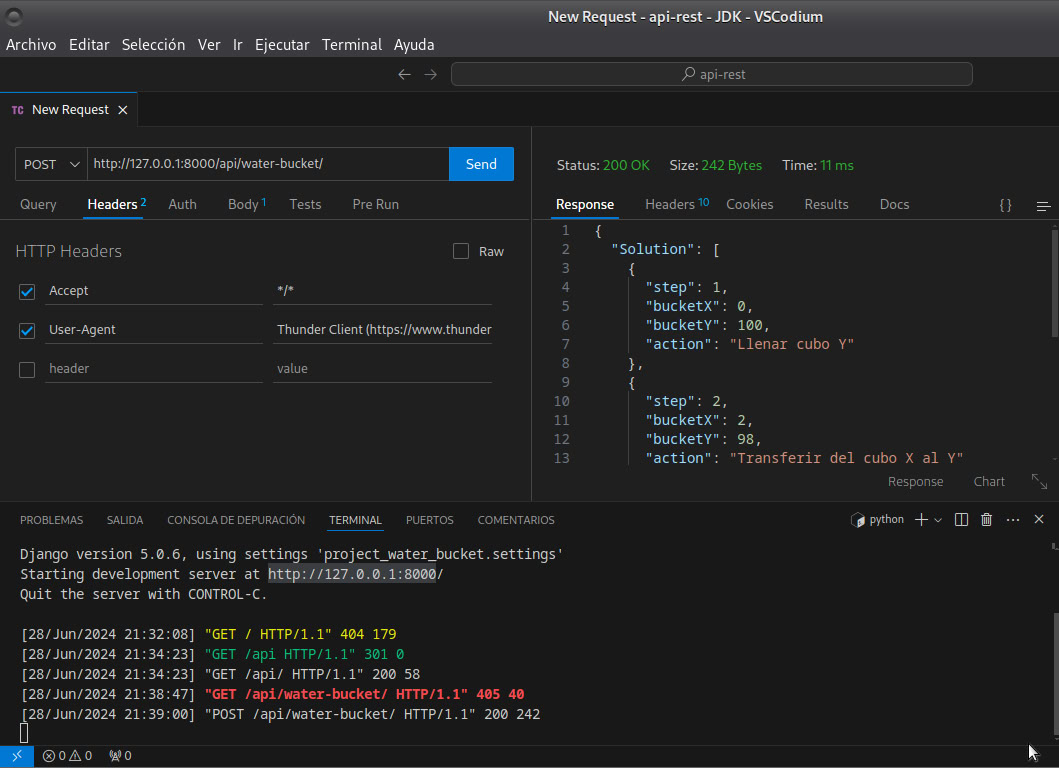 New Request - api-rest - JDK - VSCodium
Archivo Editar Selección Ver Ir Ejecutar Terminal Ayuda
api-rest
TC New Request
POST http://127.0.0.1:8000/api/water-bucket/ Send
Status: 200 OK Size: 242 Bytes Time: 11 ms
Query Headers 2 Auth Body 1 Tests Pre Run
Response Headers 10 Cookies Results Docs { }
HTTP Headers Raw
Accept */*
User-Agent Thunder Client (https://www.thunder
header value
1 {
2 "Solution": [
3 {
4 "step": 1,
5 "bucketX": 0,
6 "bucketY": 100,
7 "action": "Llenar cubo Y"
8 },
9 {
10 "step": 2,
11 "bucketX": 2,
12 "bucketY": 98,
13 "action": "Transferir del cubo X al Y"
Response Chart
PROBLEMAS SALIDA CONSOLA DE DEPURACIÓN TERMINAL PUERTOS COMENTARIOS python
Django version 5.0.6, using settings 'project_water_bucket.settings'
Starting development server at http://127.0.0.1:8000/
Quit the server with CONTROL-C.
[28/Jun/2024 21:32:08] "GET / HTTP/1.1" 404 179
[28/Jun/2024 21:34:23] "GET /api HTTP/1.1" 301 0
[28/Jun/2024 21:34:23] "GET /api/ HTTP/1.1" 200 58
[28/Jun/2024 21:38:47] "GET /api/water-bucket/ HTTP/1.1" 405 40
[28/Jun/2024 21:39:00] "POST /api/water-bucket/ HTTP/1.1" 200 242
0 0 0